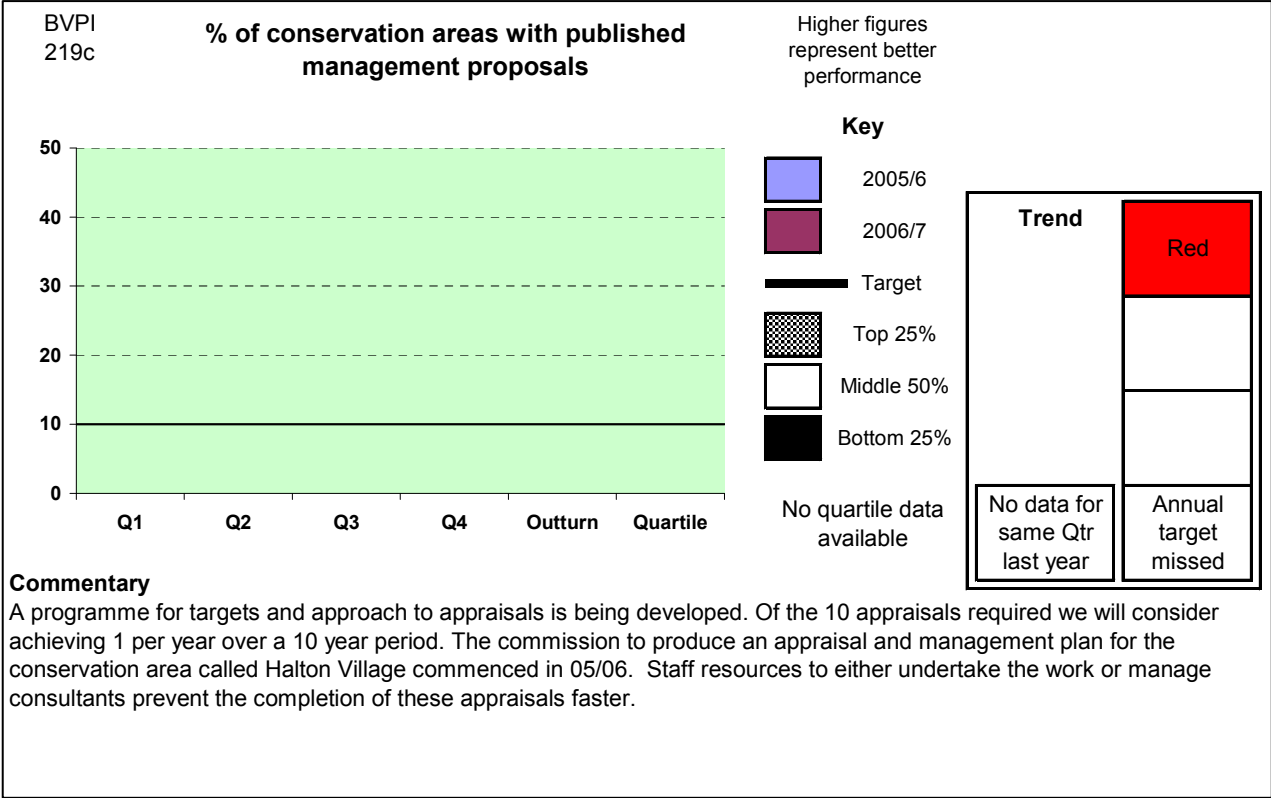 BVPI
219c
% of conservation areas with published
management proposals
Higher figures
represent better
performance
50
40
30
20
10
0
Q1 Q2 Q3 Q4 Outturn Quartile
Key
2005/6
2006/7
Target
Top 25%
Middle 50%
Bottom 25%
No quartile data
available
Trend
Red
No data for
same Qtr
last year
Annual
target
missed
Commentary
A programme for targets and approach to appraisals is being developed. Of the 10 appraisals required we will consider
achieving 1 per year over a 10 year period. The commission to produce an appraisal and management plan for the
conservation area called Halton Village commenced in 05/06. Staff resources to either undertake the work or manage
consultants prevent the completion of these appraisals faster.